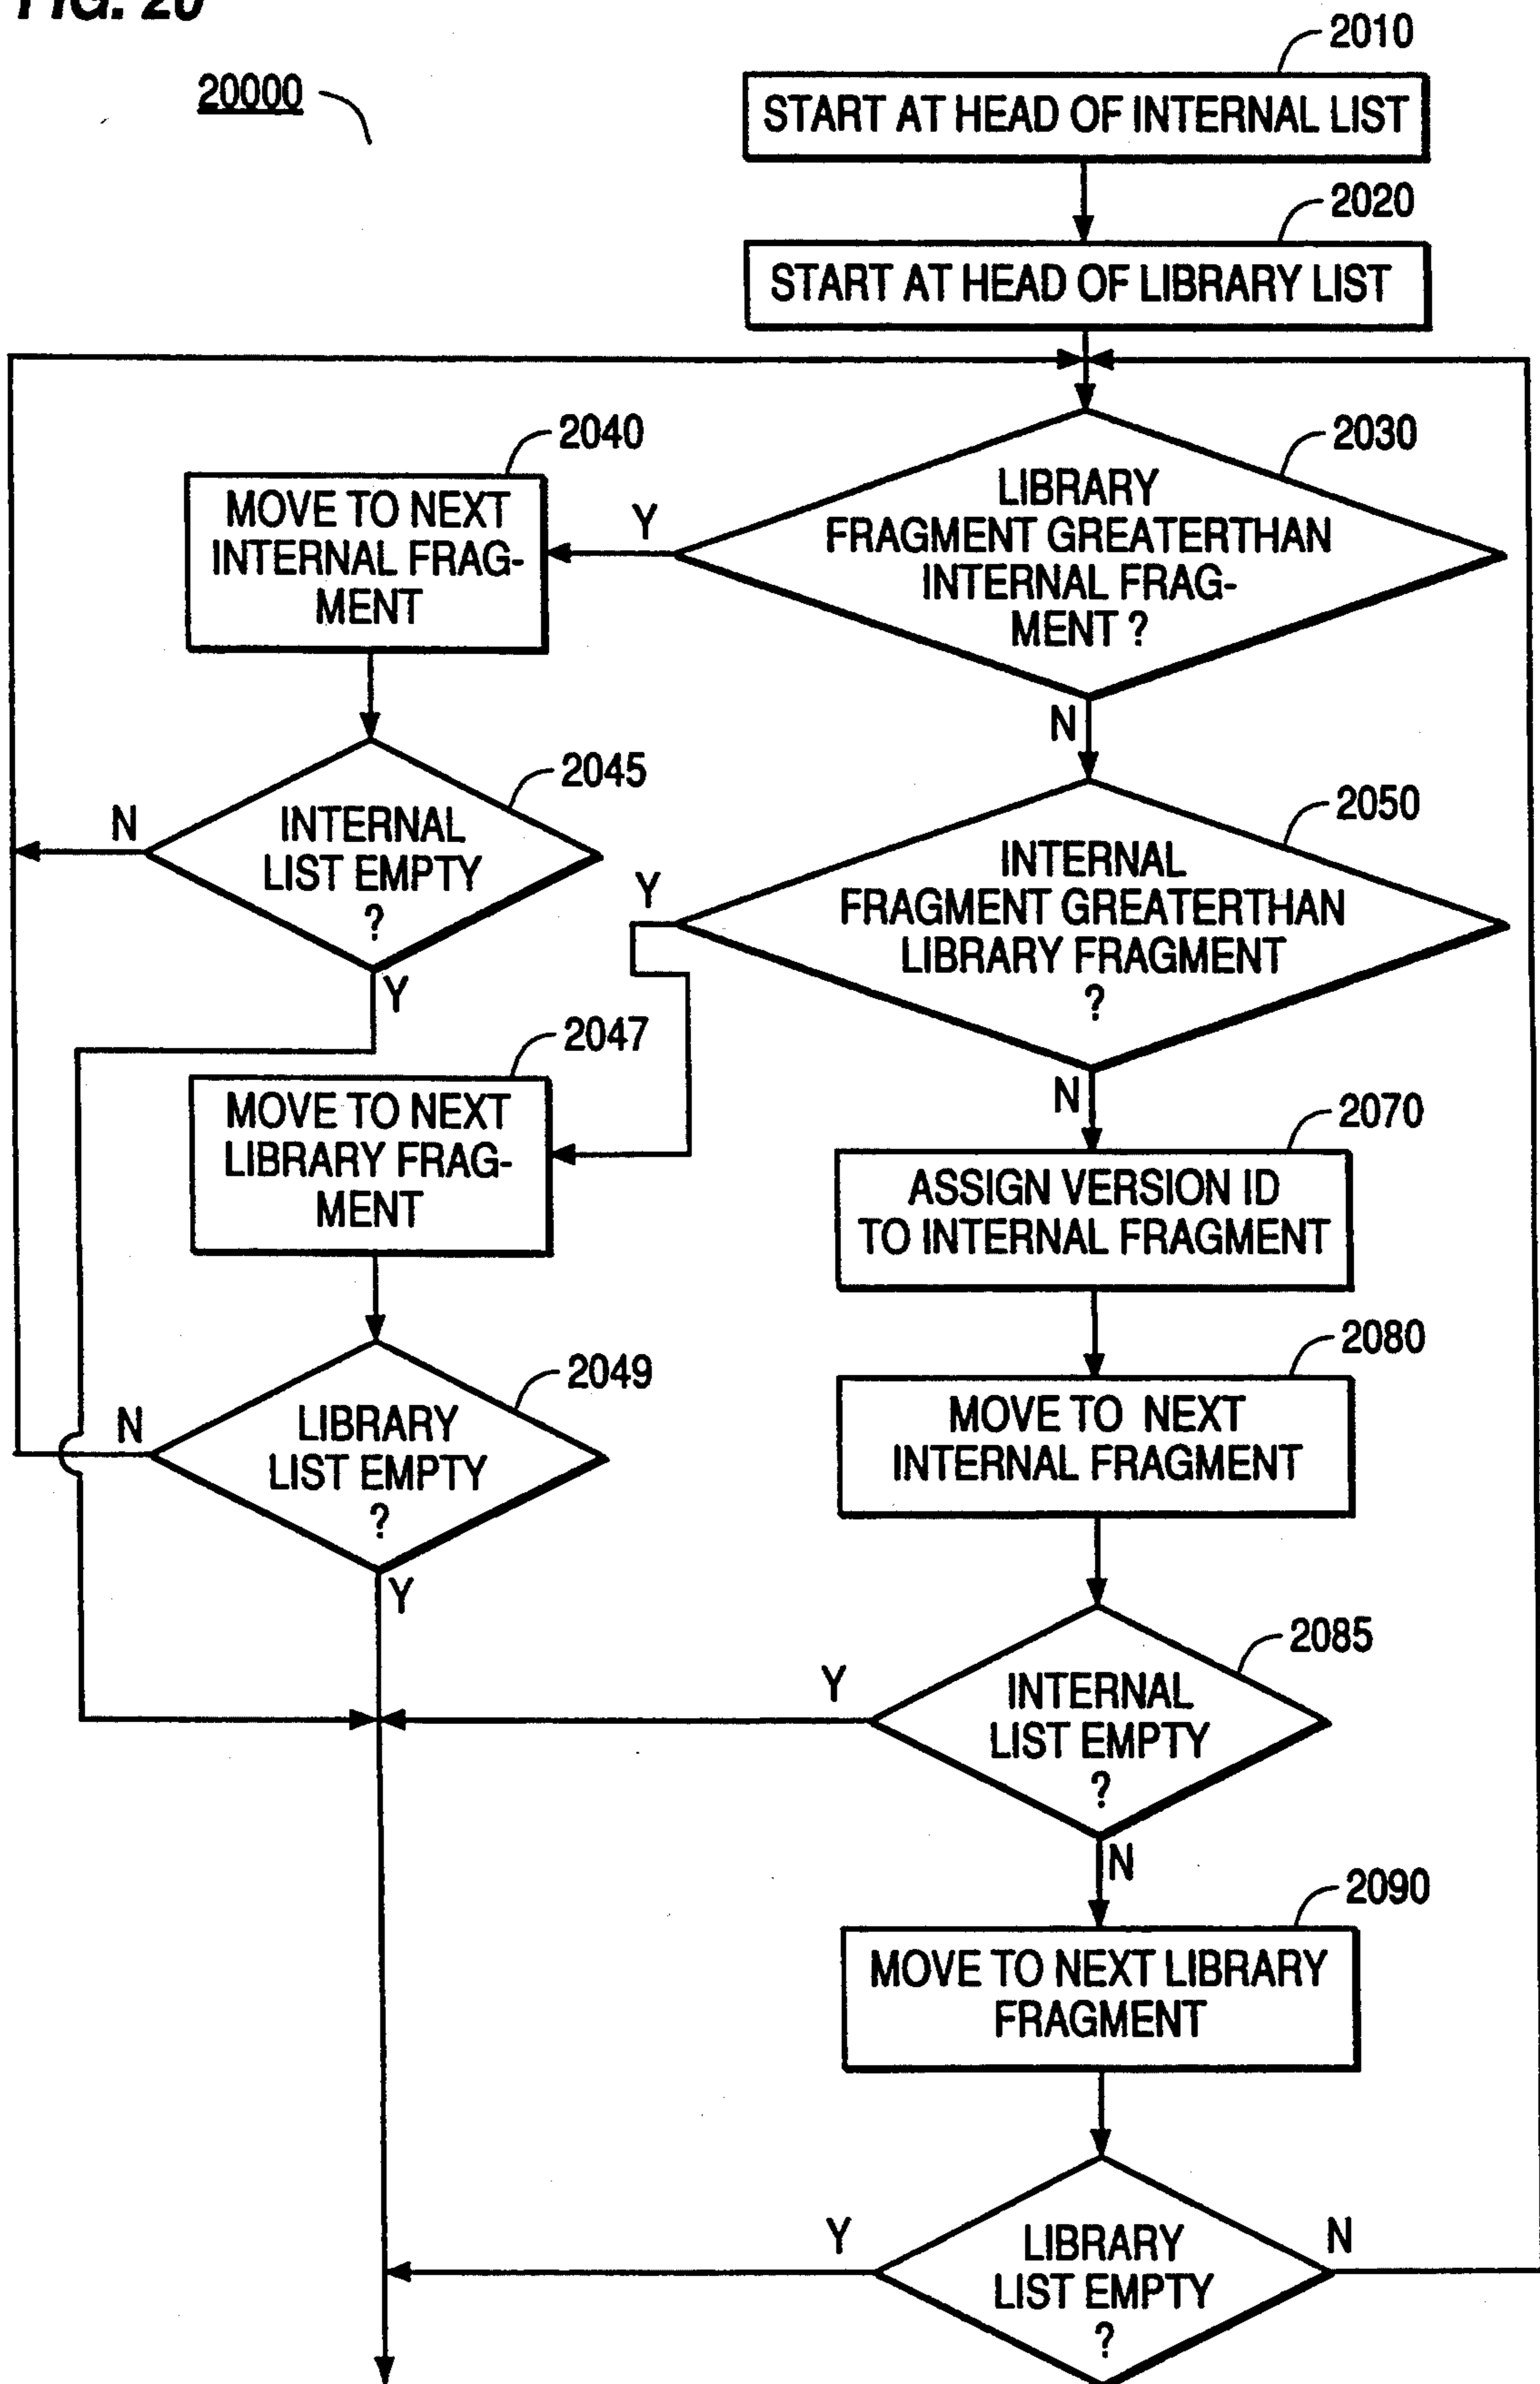 FIG. 20
20000
2010
START AT HEAD OF INTERNAL LIST
2020
START AT HEAD OF LIBRARY LIST
2030
LIBRARY
FRAGMENT GREATERTHAN
INTERNAL FRAG-
MENT ?
Y
N
2040
MOVE TO NEXT
INTERNAL FRAG-
MENT
2045
INTERNAL
LIST EMPTY
?
N
Y
2050
INTERNAL
FRAGMENT GREATERTHAN
LIBRARY FRAGMENT
?
Y
N
2047
MOVE TO NEXT
LIBRARY FRAG-
MENT
2049
LIBRARY
LIST EMPTY
?
N
Y
2070
ASSIGN VERSION ID
TO INTERNAL FRAGMENT
2080
MOVE TO NEXT
INTERNAL FRAGMENT
2085
INTERNAL
LIST EMPTY
?
Y
N
2090
MOVE TO NEXT LIBRARY
FRAGMENT
LIBRARY
LIST EMPTY
?
Y
N